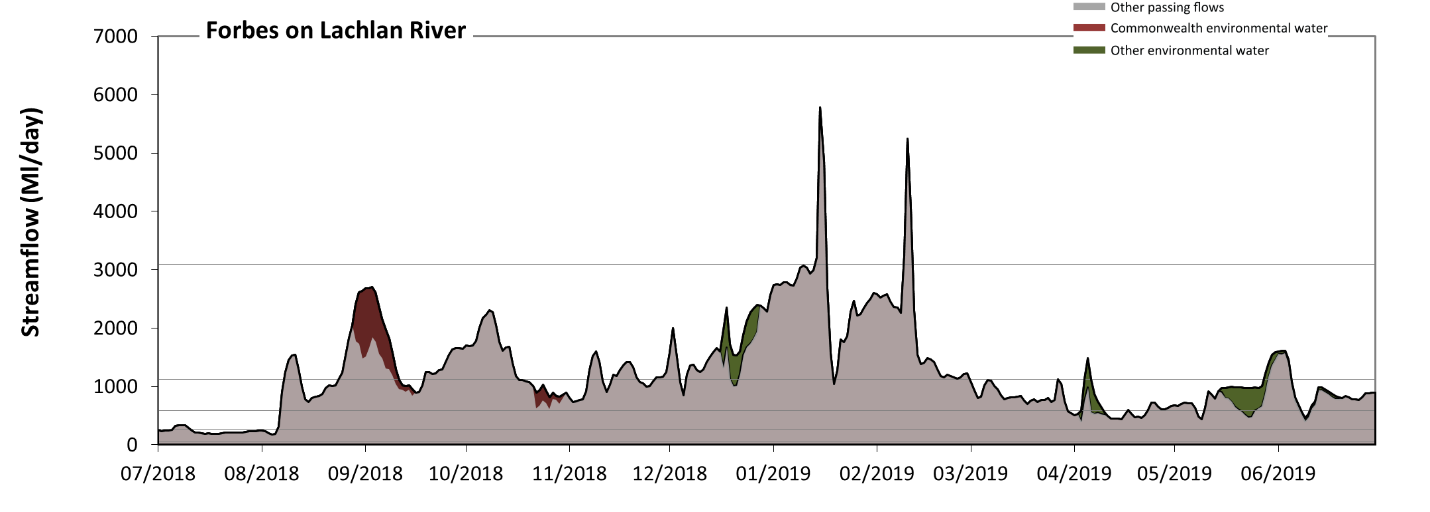 Other passing flows
Forbes on Lachlan River
Commonwealth environmental water
Other environmental water
Streamflow (Ml/day)
7000
6000
5000
4000
3000
2000
1000
0
07/2018 08/2018 09/2018 10/2018 11/2018 12/2018 01/2019 02/2019 03/2019 04/2019 05/2019 06/2019